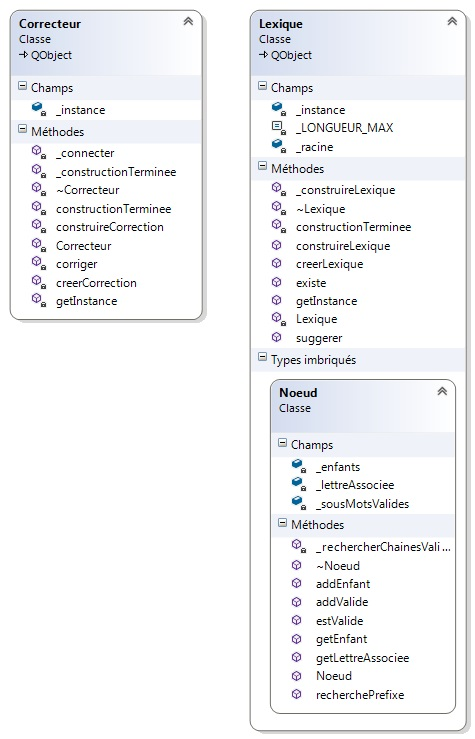 Correcteur
Classe
QObject
Champs
_instance
Méthodes
_connecter
_constructionTerminee
~Correcteur
constructionTerminee
construireCorrection
Correcteur
corriger
creerCorrection
getInstance
Lexique
Classe
QObject
Champs
_instance
_LONGUEUR_MAX
_racine
Méthodes
_construireLexique
~Lexique
constructionTerminee
construireLexique
creerLexique
existe
getInstance
Lexique
suggerer
Types imbriqués
Noeud
Classe
Champs
_enfants
_lettreAssociee
_sousMotsValides
Méthodes
_rechercherChainesVali ...
~Noeud
addEnfant
addValide
estValide
getEnfant
getLettreAssociee
Noeud
recherchePrefixe